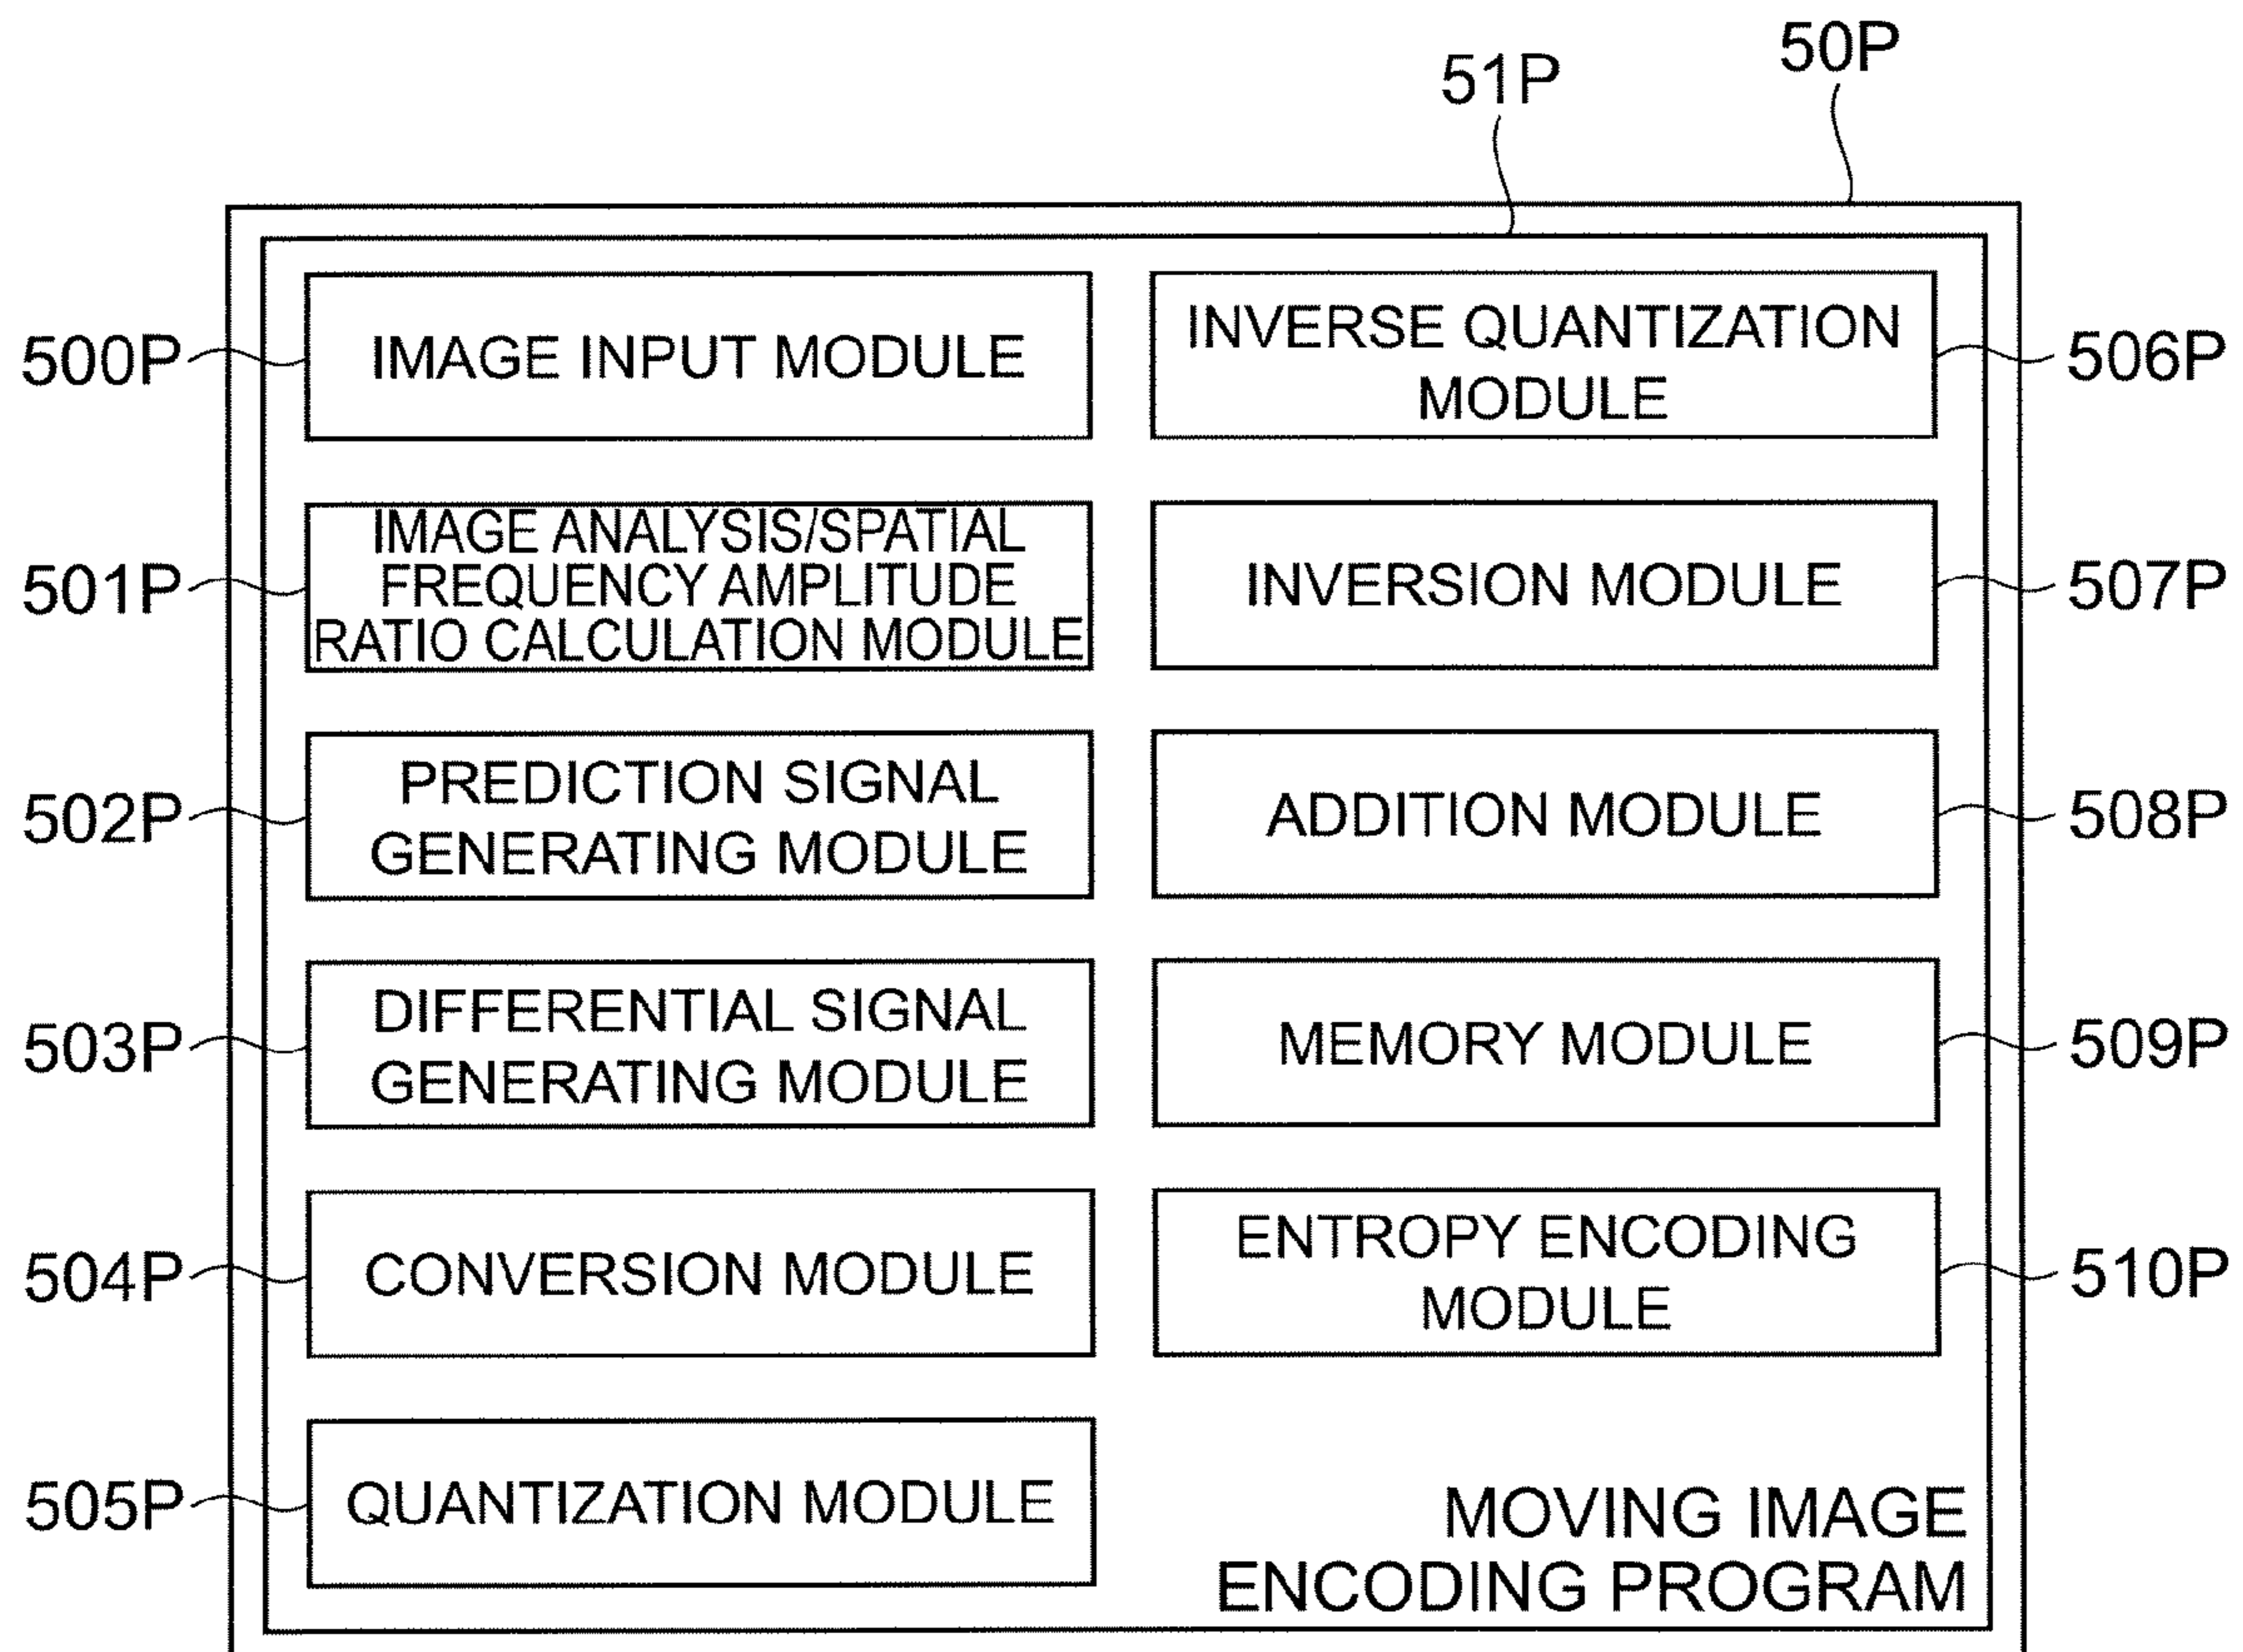 50P
51P
500P
IMAGE INPUT MODULE
501P
IMAGE ANALYSIS/SPATIAL
FREQUENCY AMPLITUDE
RATIO CALCULATION MODULE
502P
PREDICTION SIGNAL
GENERATING MODULE
503P
DIFFERENTIAL SIGNAL
GENERATING MODULE
504P
CONVERSION MODULE
505P
QUANTIZATION MODULE
INVERSE QUANTIZATION
MODULE
506P
INVERSION MODULE
507P
ADDITION MODULE
508P
MEMORY MODULE
509P
ENTROPY ENCODING
MODULE
510P
MOVING IMAGE
ENCODING PROGRAM